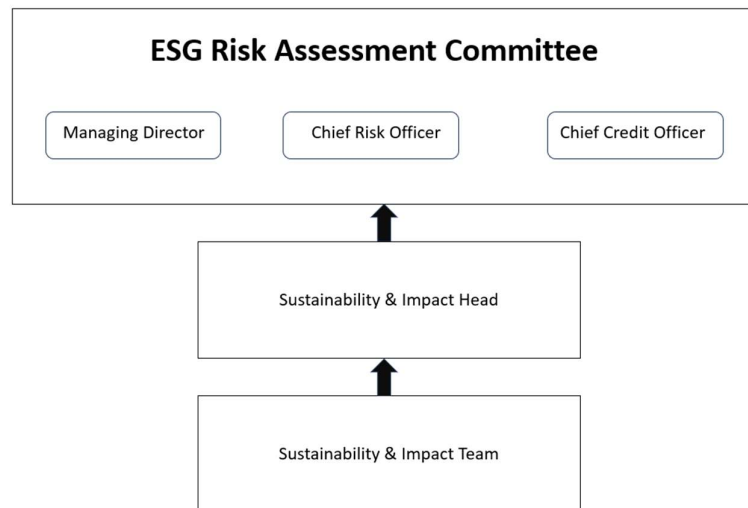 ESG Risk Assessment Committee
Managing Director
Chief Risk Officer
Chief Credit Officer
Sustainability & Impact Head
Sustainability & Impact Team